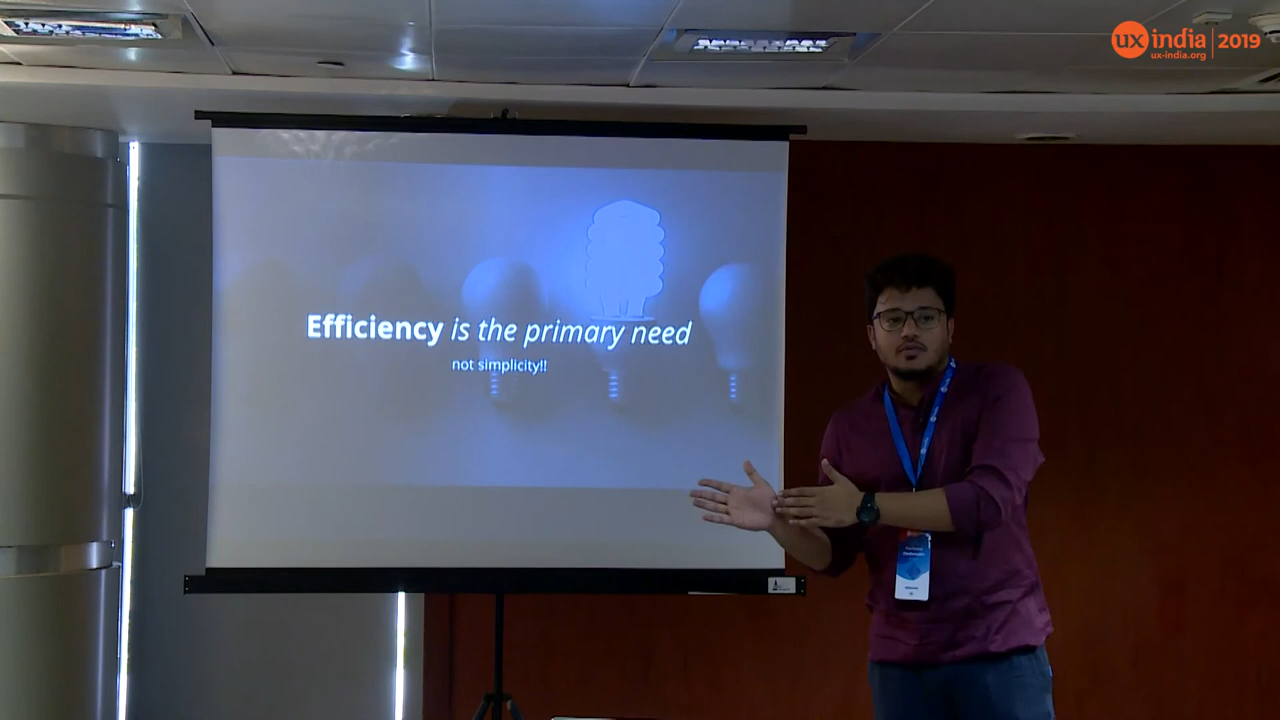 ux india 2019
ux-india.org
Efficiency is the primary need
not simplicity!!